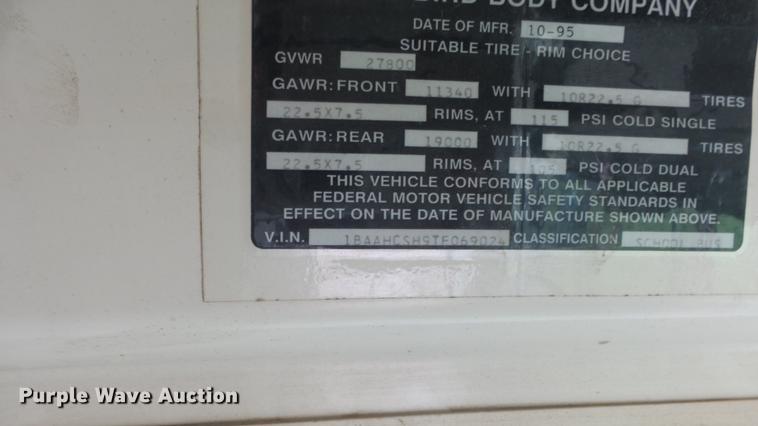 BIRD BODY COMPANY
DATE OF MFR. 10-95
SUITABLE TIRE - RIM CHOICE
GVWR 27800
GAWR: FRONT 11340 WITH 10R22.5 G TIRES
22.5X7.5 RIMS, AT 115 PSI COLD SINGLE
GAWR: REAR 19000 WITH 10R22.5 G TIRES
22.5X7.5 RIMS, AT PSI COLD DUAL
THIS VEHICLE CONFORMS TO ALL APPLICABLE
FEDERAL MOTOR VEHICLE SAFETY STANDARDS IN
EFFECT ON THE DATE OF MANUFACTURE SHOWN ABOVE.
V.I.N. 1BAAHCSH9TF069024 CLASSIFICATION SCHOOL BUS
Purple Wave Auction